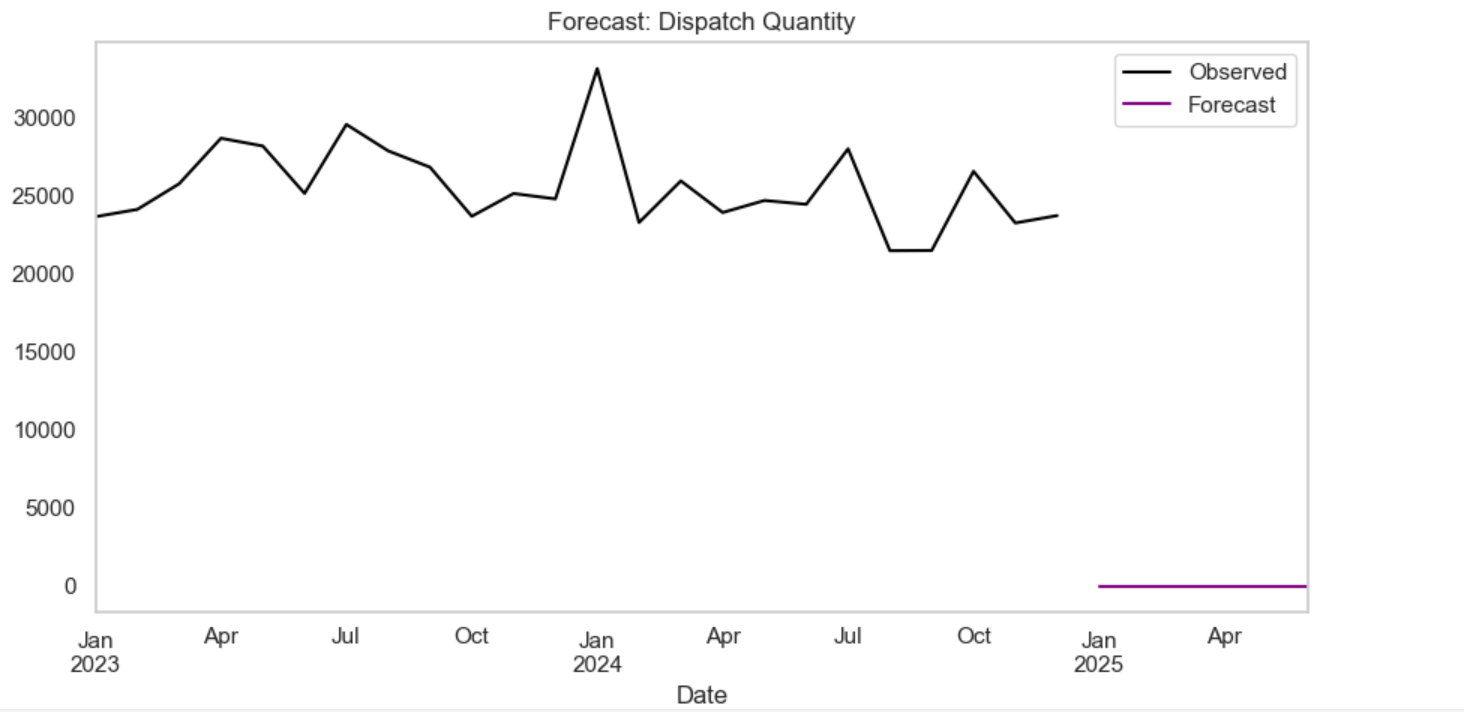 Forecast: Dispatch Quantity
Observed
Forecast
30000
25000
20000
15000
10000
5000
0
Jan Apr Jul Oct Jan Apr Jul Oct Jan Apr
2023 2024 2025
Date